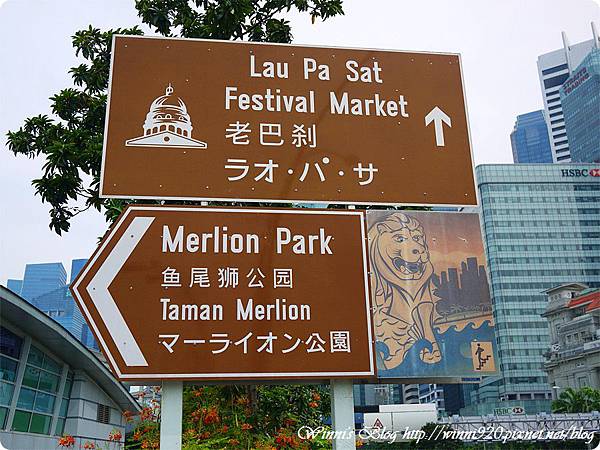 Lau Pa Sat
Festival Market
老巴刹
ラオ・パ・サ
Merlion Park
鱼尾狮公园
Taman Merlion
マーライオン公園
HSBC
HSBC
Winni's Blog http://winni920.pixnet.net/blog